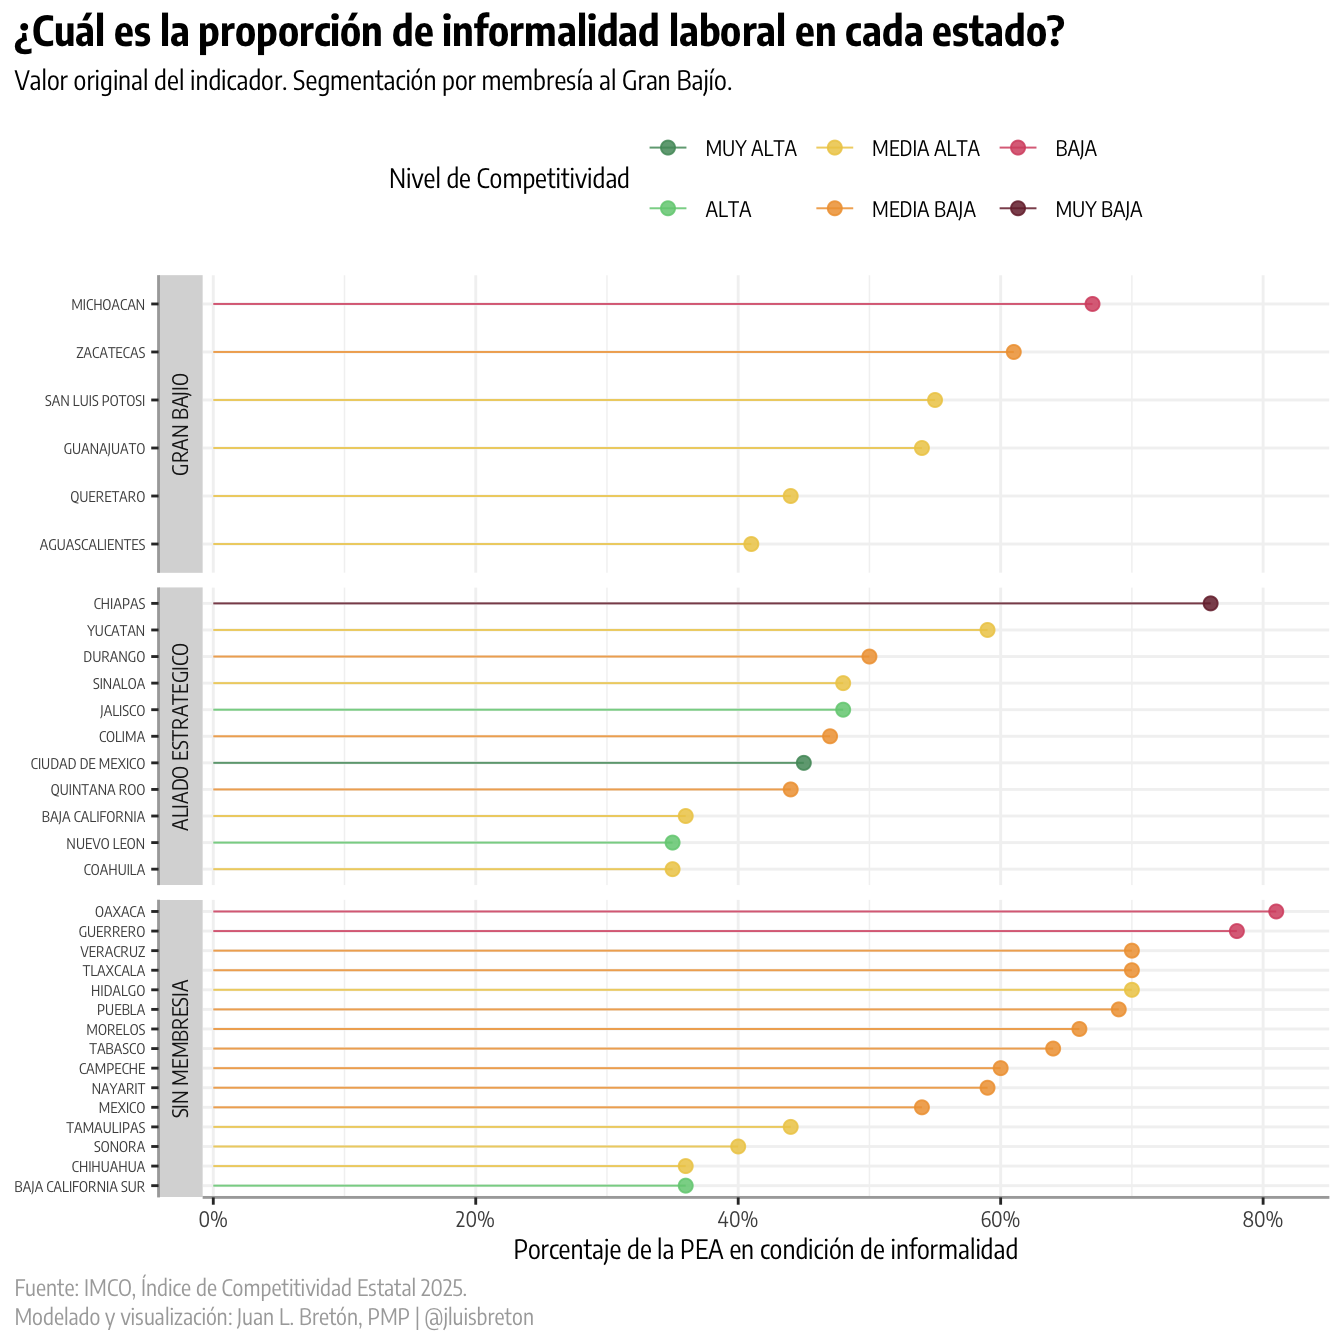 ¿Cuál es la proporción de informalidad laboral en cada estado?
Valor original del indicador. Segmentación por membresía al Gran Bajío.
Nivel de Competitividad
MUY ALTA
MEDIA ALTA
BAJA
ALTA
MEDIA BAJA
MUY BAJA
GRAN BAJIO
MICHOACAN
ZACATECAS
SAN LUIS POTOSI
GUANAJUATO
QUERETARO
AGUASCALIENTES
ALIADO ESTRATEGICO
CHIAPAS
YUCATAN
DURANGO
SINALOA
JALISCO
COLIMA
CIUDAD DE MEXICO
QUINTANA ROO
BAJA CALIFORNIA
NUEVO LEON
COAHUILA
SIN MEMBRESIA
OAXACA
GUERRERO
VERACRUZ
TLAXCALA
HIDALGO
PUEBLA
MORELOS
TABASCO
CAMPECHE
NAYARIT
MEXICO
TAMAULIPAS
SONORA
CHIHUAHUA
BAJA CALIFORNIA SUR
0% 20% 40% 60% 80%
Porcentaje de la PEA en condición de informalidad
Fuente: IMCO, Índice de Competitividad Estatal 2025.
Modelado y visualización: Juan L. Bretón, PMP | @jluisbreton